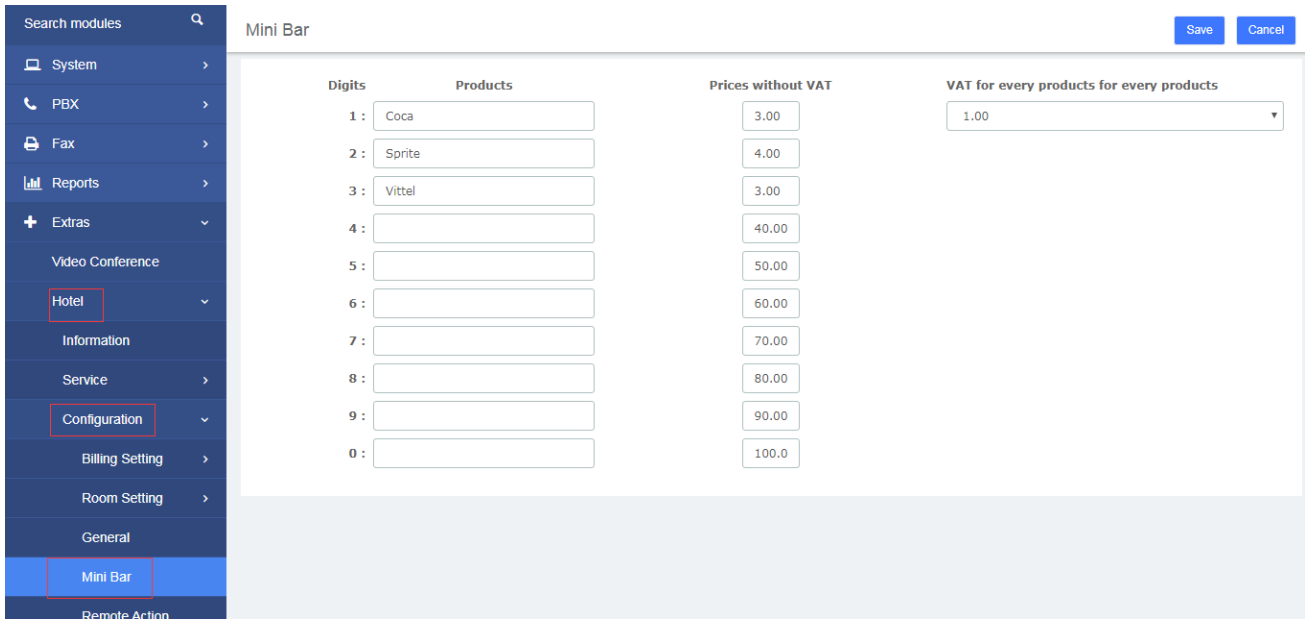 Search modules
System
PBX
Fax
Reports
Extras
Video Conference
Hotel
Information
Service
Configuration
Billing Setting
Room Setting
General
Mini Bar
Remote Action
Mini Bar Save Cancel
Digits Products Prices without VAT VAT for every products for every products
1 : Coca 3.00 1.00
2 : Sprite 4.00
3 : Vittel 3.00
4 : 40.00
5 : 50.00
6 : 60.00
7 : 70.00
8 : 80.00
9 : 90.00
0 : 100.0